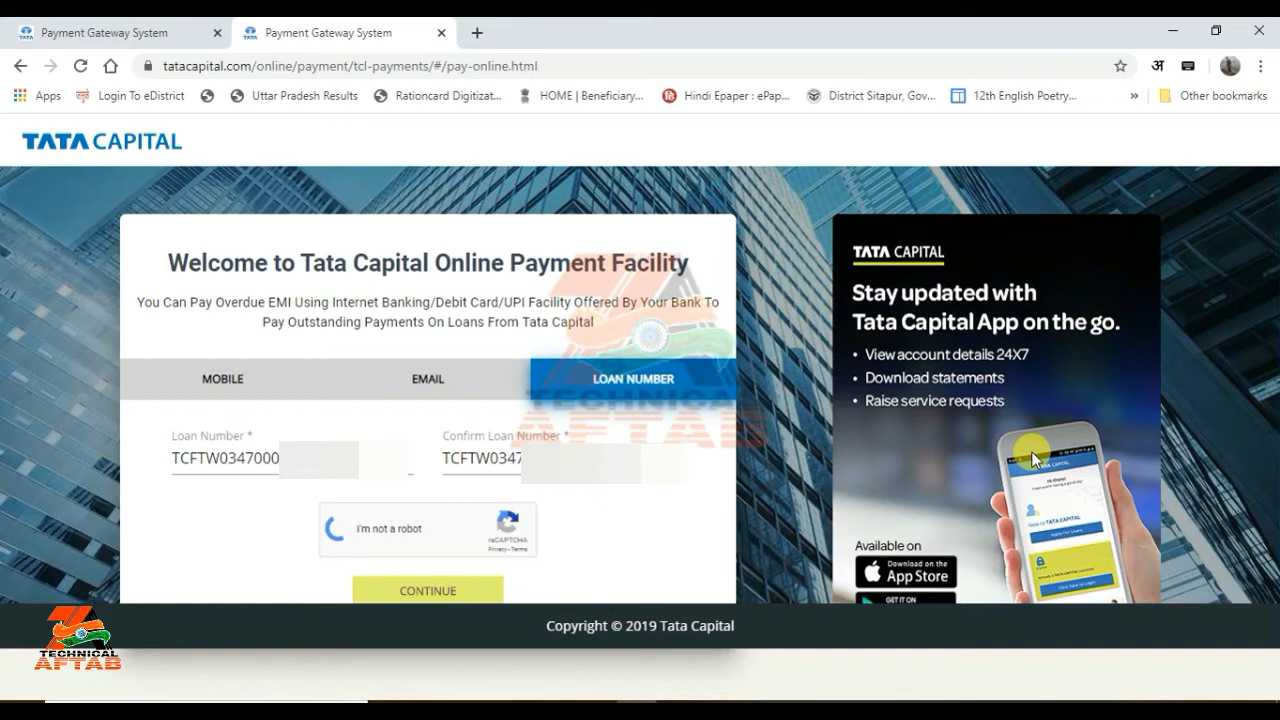 Payment Gateway System
Payment Gateway System
tatacapital.com/online/payment/tcl-payments/#/pay-online.html
अ
Apps
Login To eDistrict
Uttar Pradesh Results
Rationcard Digitizat...
HOME | Beneficiary...
Hindi Epaper : ePap...
District Sitapur, Gov...
12th English Poetry...
»
Other bookmarks
TATA CAPITAL
Welcome to Tata Capital Online Payment Facility
You Can Pay Overdue EMI Using Internet Banking/Debit Card/UPI Facility Offered By Your Bank To
Pay Outstanding Payments On Loans From Tata Capital
MOBILE
EMAIL
LOAN NUMBER
TECHNICAL
AFTAB
Loan Number *
Confirm Loan Number *
TCFTW0347000
TCFTW0347
I'm not a robot
reCAPTCHA
Privacy - Terms
CONTINUE
TATA CAPITAL
Stay updated with
Tata Capital App on the go.
• View account details 24X7
• Download statements
• Raise service requests
TATA CAPITAL
Available on
Download on the
App Store
GET IT ON
Copyright © 2019 Tata Capital
TECHNICAL
AFTAB